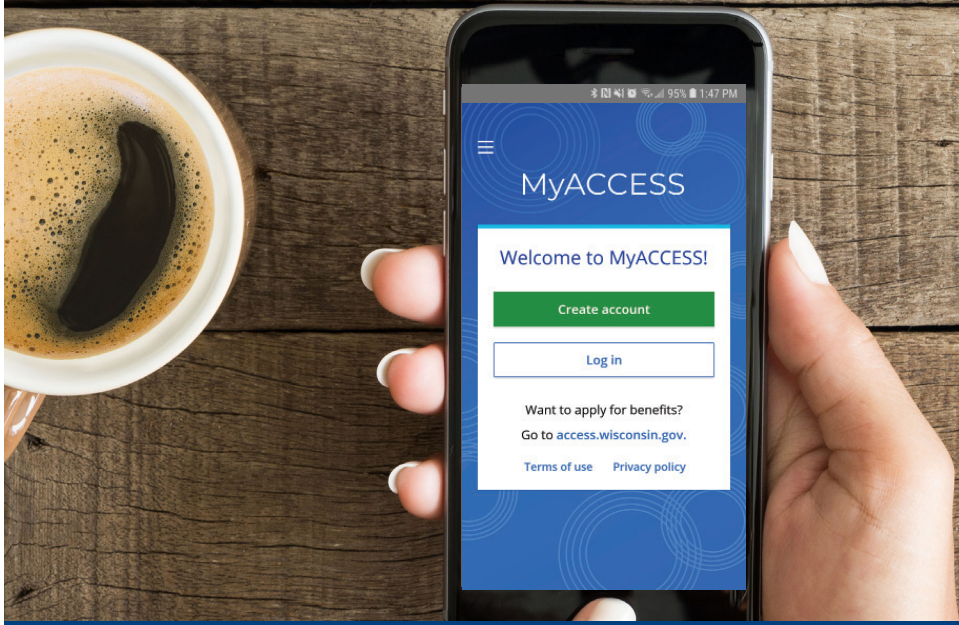 95% 1:47 PM
MyACCESS
Welcome to MyACCESS!
Create account
Log in
Want to apply for benefits?
Go to access.wisconsin.gov.
Terms of use Privacy policy